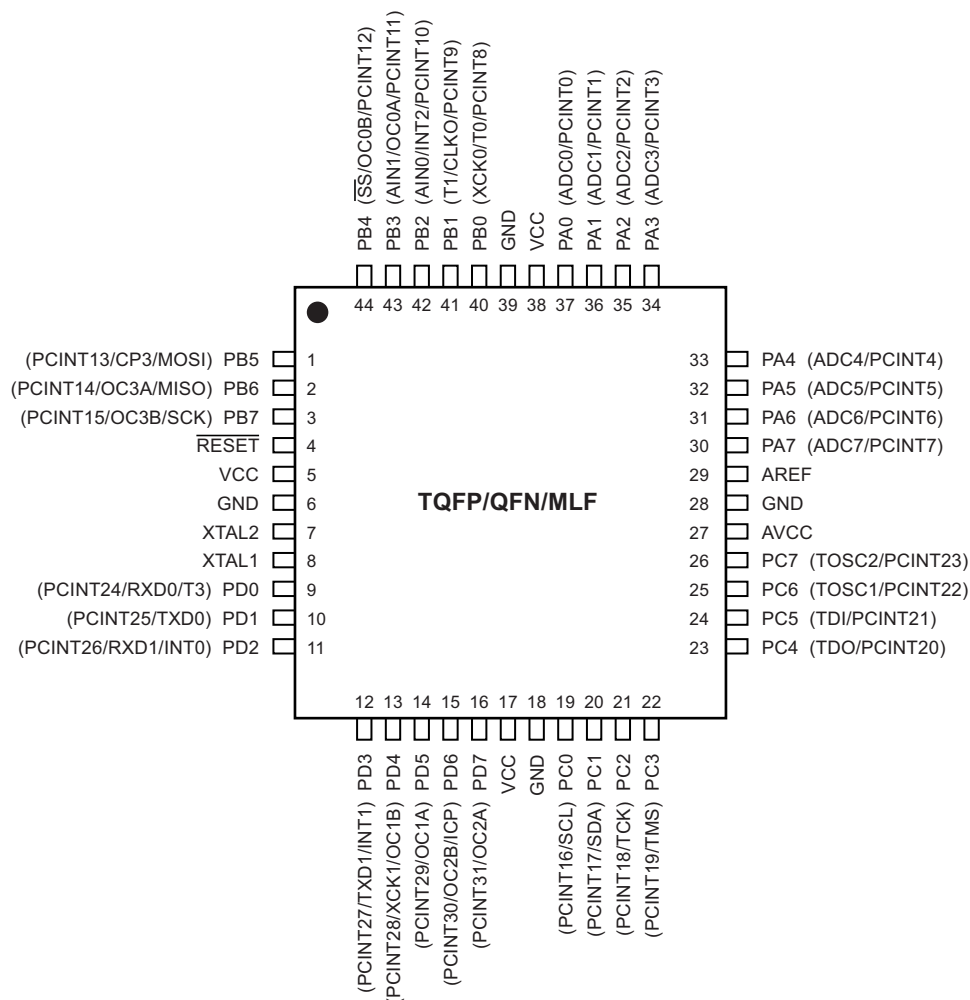 PB4 (SS/OC0B/PCINT12)
PB3 (AIN1/OC0A/PCINT11)
PB2 (AIN0/INT2/PCINT10)
PB1 (T1/CLKO/PCINT9)
PB0 (XCK0/T0/PCINT8)
GND
VCC
PA0 (ADC0/PCINT0)
PA1 (ADC1/PCINT1)
PA2 (ADC2/PCINT2)
PA3 (ADC3/PCINT3)
44 43 42 41 40 39 38 37 36 35 34
(PCINT13/CP3/MOSI) PB5 1
(PCINT14/OC3A/MISO) PB6 2
(PCINT15/OC3B/SCK) PB7 3
RESET 4
VCC 5
GND 6
XTAL2 7
XTAL1 8
(PCINT24/RXD0/T3) PD0 9
(PCINT25/TXD0) PD1 10
(PCINT26/RXD1/INT0) PD2 11
TQFP/QFN/MLF
33 PA4 (ADC4/PCINT4)
32 PA5 (ADC5/PCINT5)
31 PA6 (ADC6/PCINT6)
30 PA7 (ADC7/PCINT7)
29 AREF
28 GND
27 AVCC
26 PC7 (TOSC2/PCINT23)
25 PC6 (TOSC1/PCINT22)
24 PC5 (TDI/PCINT21)
23 PC4 (TDO/PCINT20)
12 13 14 15 16 17 18 19 20 21 22
(PCINT27/TXD1/INT1) PD3
(PCINT28/XCK1/OC1B) PD4
(PCINT29/OC1A) PD5
(PCINT30/OC2B/ICP) PD6
(PCINT31/OC2A) PD7
VCC
GND
(PCINT16/SCL) PC0
(PCINT17/SDA) PC1
(PCINT18/TCK) PC2
(PCINT19/TMS) PC3